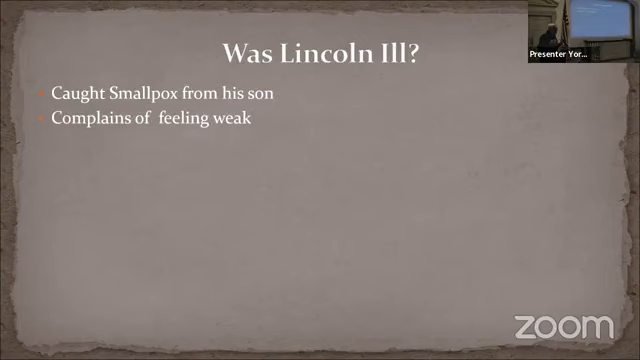 Was Lincoln Ill?
Caught Smallpox from his son
Complains of feeling weak
Presenter Yor...
zoom